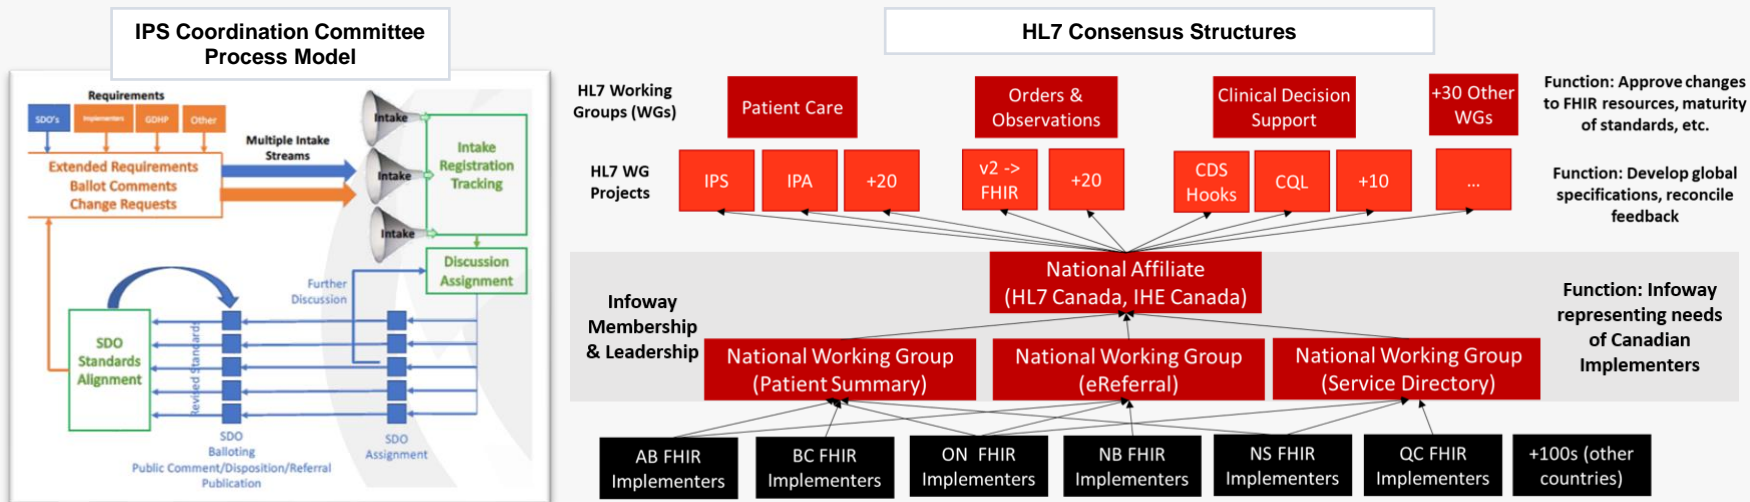 IPS Coordination Committee
Process Model
Requirements
SDO's
Implementers
GDHP
Other
Extended Requirements
Ballot Comments
Change Requests
Multiple Intake
Streams
Intake
Intake
Intake
Intake
Registration
Tracking
Discussion
Assignment
Further
Discussion
SDO
Standards
Alignment
Revised Standards
SDO
Balloting
Public Comment/Disposition/Referral
Publication
SDO
Assignment
HL7 Consensus Structures
HL7 Working
Groups (WGs)
Patient Care
Orders &
Observations
Clinical Decision
Support
+30 Other
WGs
Function: Approve changes
to FHIR resources, maturity
of standards, etc.
HL7 WG
Projects
IPS
IPA
+20
v2 ->
FHIR
+20
CDS
Hooks
CQL
+10
...
Function: Develop global
specifications, reconcile
feedback
Infoway
Membership
& Leadership
National Affiliate
(HL7 Canada, IHE Canada)
Function: Infoway
representing needs
of Canadian
Implementers
National Working Group
(Patient Summary)
National Working Group
(eReferral)
National Working Group
(Service Directory)
AB FHIR
Implementers
BC FHIR
Implementers
ON FHIR
Implementers
NB FHIR
Implementers
NS FHIR
Implementers
QC FHIR
Implementers
+100s (other
countries)